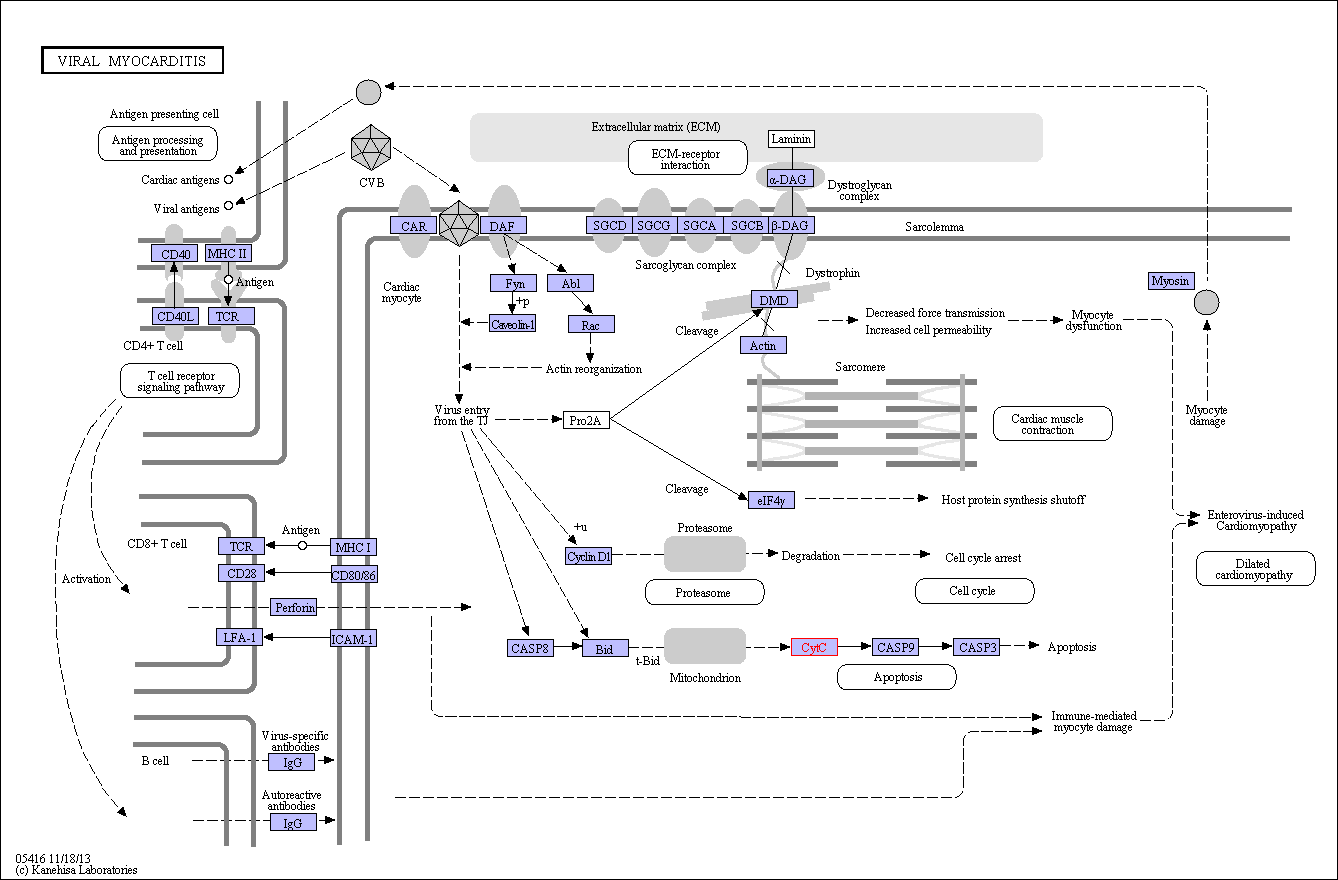 VIRAL MYOCARDITIS
Antigen presenting cell
Antigen processing
and presentation
Cardiac antigens
Viral antigens
CVB
Extracellular matrix (ECM)
ECM-receptor
interaction
Laminin
α-DAG
Dystroglycan
complex
CAR
DAF
SGCD
SGCG
SGCA
SGCB
β-DAG
Sarcolemma
Sarcoglycan complex
CD40
MHC II
Antigen
CD40L
TCR
CD4+ T cell
T cell receptor
signaling pathway
Cardiac
myocyte
Fyn
Abl
+p
Caveolin-1
Rac
Actin reorganization
Dystrophin
DMD
Cleavage
Actin
Decreased force transmission
Increased cell permeability
Myocyte
dysfunction
Myosin
Sarcomere
Myocyte
damage
Cardiac muscle
contraction
Virus entry
from the TJ
Pro2A
Cleavage
eIF4γ
Host protein synthesis shutoff
Enterovirus-induced
Cardiomyopathy
Dilated
cardiomyopathy
CD8+ T cell
TCR
Antigen
MHC I
CD28
CD80/86
Activation
Perforin
LFA-1
ICAM-1
+u
Cyclin D1
Proteasome
Degradation
Cell cycle arrest
Proteasome
Cell cycle
CASP8
Bid
t-Bid
Mitochondrion
CytC
CASP9
CASP3
Apoptosis
Apoptosis
Immune-mediated
myocyte damage
B cell
Virus-specific
antibodies
IgG
Autoreactive
antibodies
IgG
05416 11/18/13
(c) Kanehisa Laboratories